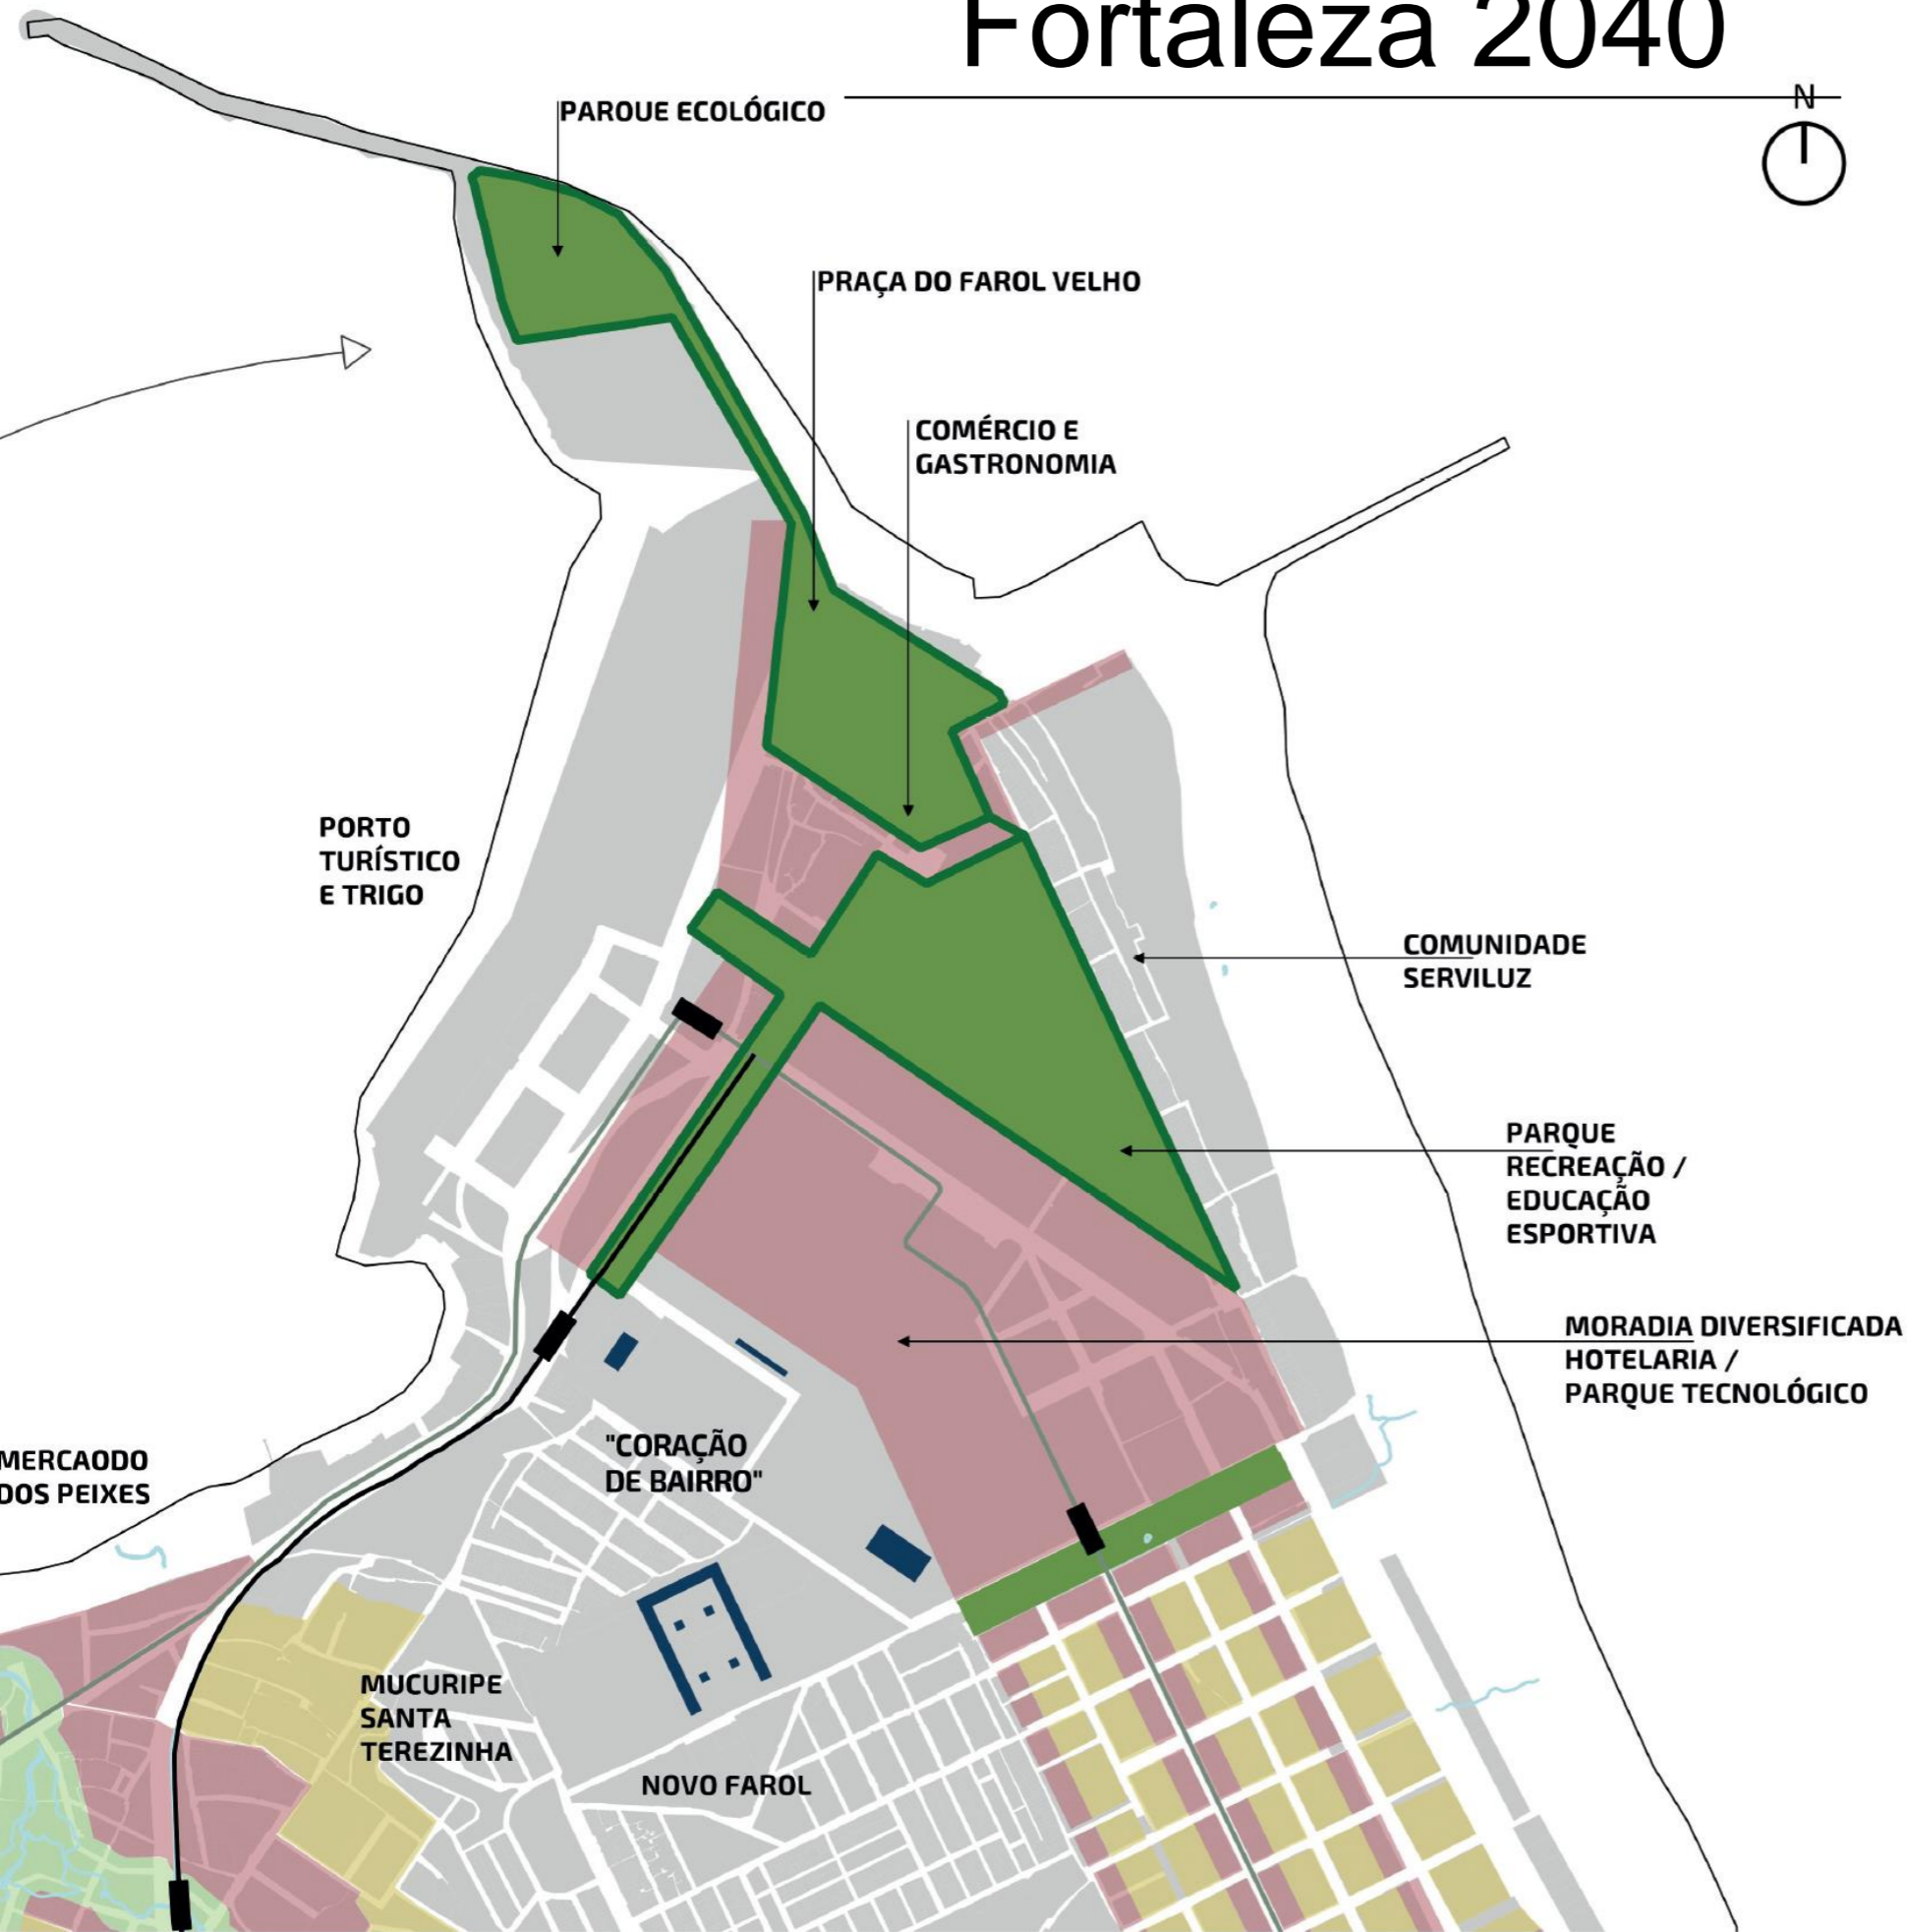 Fortaleza 2040
N
PARQUE ECOLÓGICO
PRAÇA DO FAROL VELHO
COMÉRCIO E
GASTRONOMIA
PORTO
TURÍSTICO
E TRIGO
COMUNIDADE
SERVILUZ
PARQUE
RECREAÇÃO /
EDUCAÇÃO
ESPORTIVA
MORADIA DIVERSIFICADA
HOTELARIA /
PARQUE TECNOLÓGICO
"CORAÇÃO
DE BAIRRO"
MERCAODO
DOS PEIXES
MUCURIPE
SANTA
TEREZINHA
NOVO FAROL